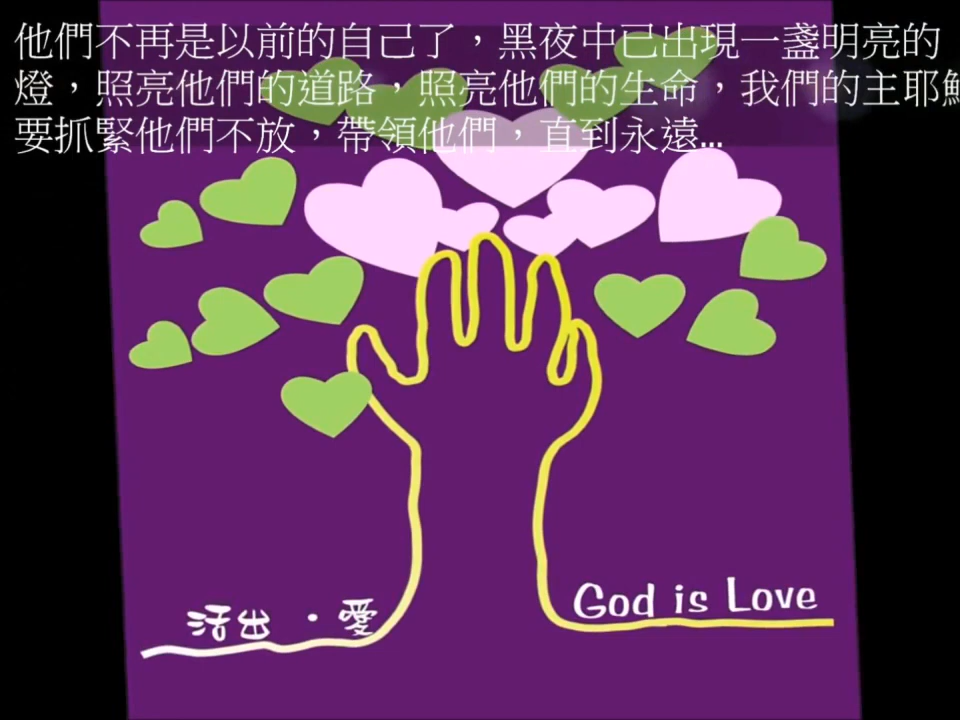 他們不再是以前的自己了，黑夜中已出現一盞明亮的
燈，照亮他們的道路，照亮他們的生命，我們的主耶
要抓緊他們不放，帶領他們，直到永遠...
活出 · 愛
God is Love